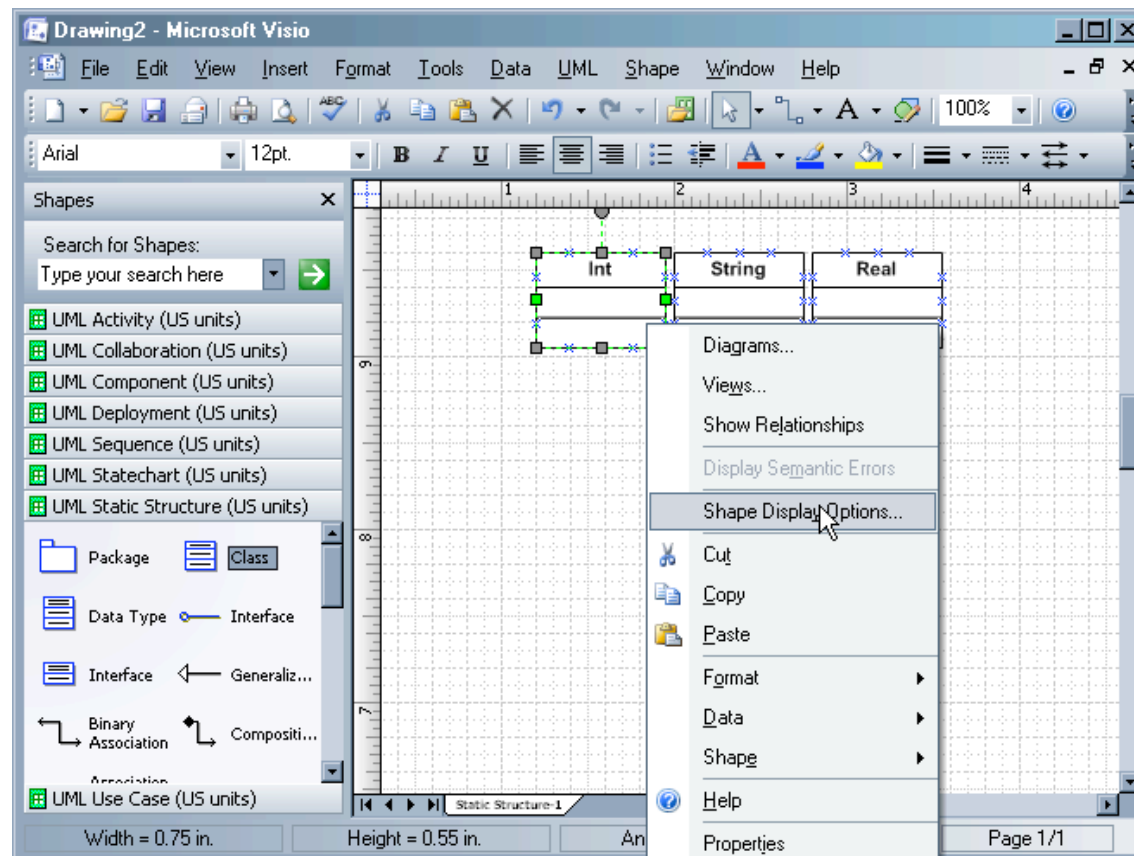 Drawing2 - Microsoft Visio
File Edit View Insert Format Tools Data UML Shape Window Help
ABC A 100%
Arial 12pt. B I U A
Shapes
Search for Shapes:
Type your search here
UML Activity (US units)
UML Collaboration (US units)
UML Component (US units)
UML Deployment (US units)
UML Sequence (US units)
UML Statechart (US units)
UML Static Structure (US units)
Package Class
Data Type Interface
Interface Generaliz...
Binary Association Compositi...
UML Use Case (US units)
1 2 3 4
Int String Real
9
8
7
Diagrams...
Views...
Show Relationships
Display Semantic Errors
Shape Display Options...
Cut
Copy
Paste
Format
Data
Shape
Help
Properties
Static Structure-1
Width = 0.75 in. Height = 0.55 in. An Page 1/1